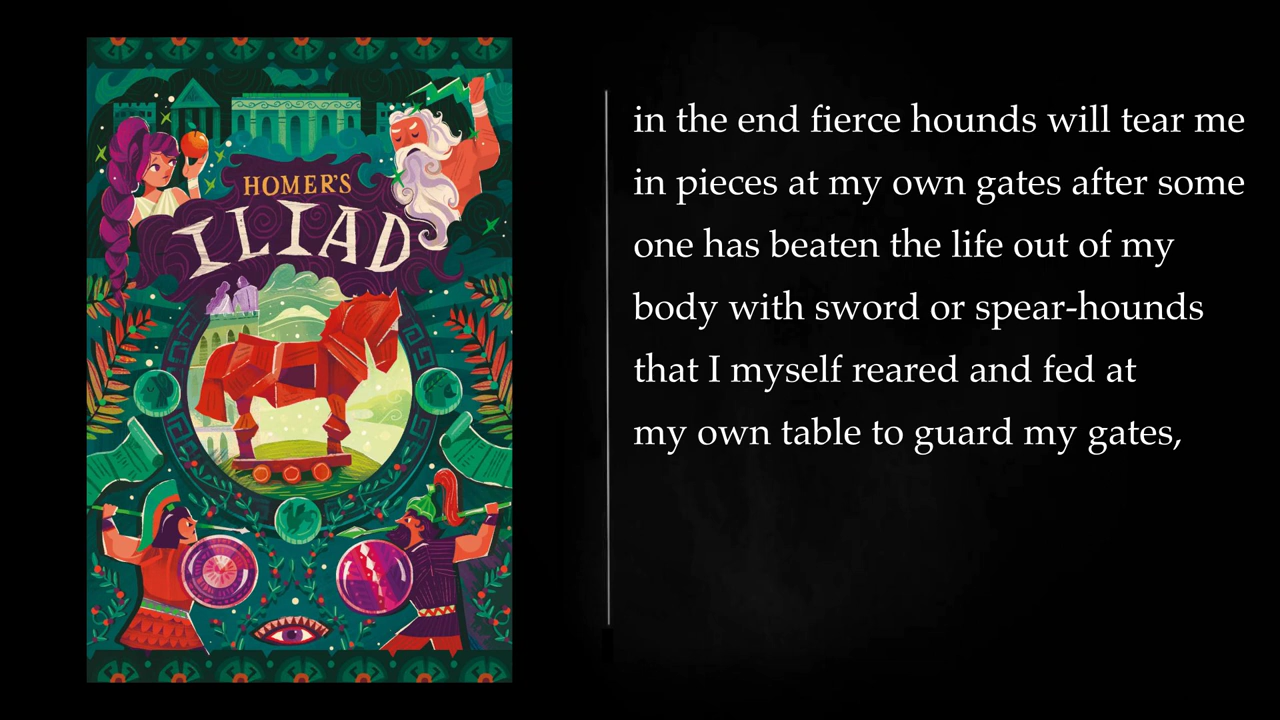 HOMER'S
ILIAD
in the end fierce hounds will tear me
in pieces at my own gates after some
one has beaten the life out of my
body with sword or spear-hounds
that I myself reared and fed at
my own table to guard my gates,